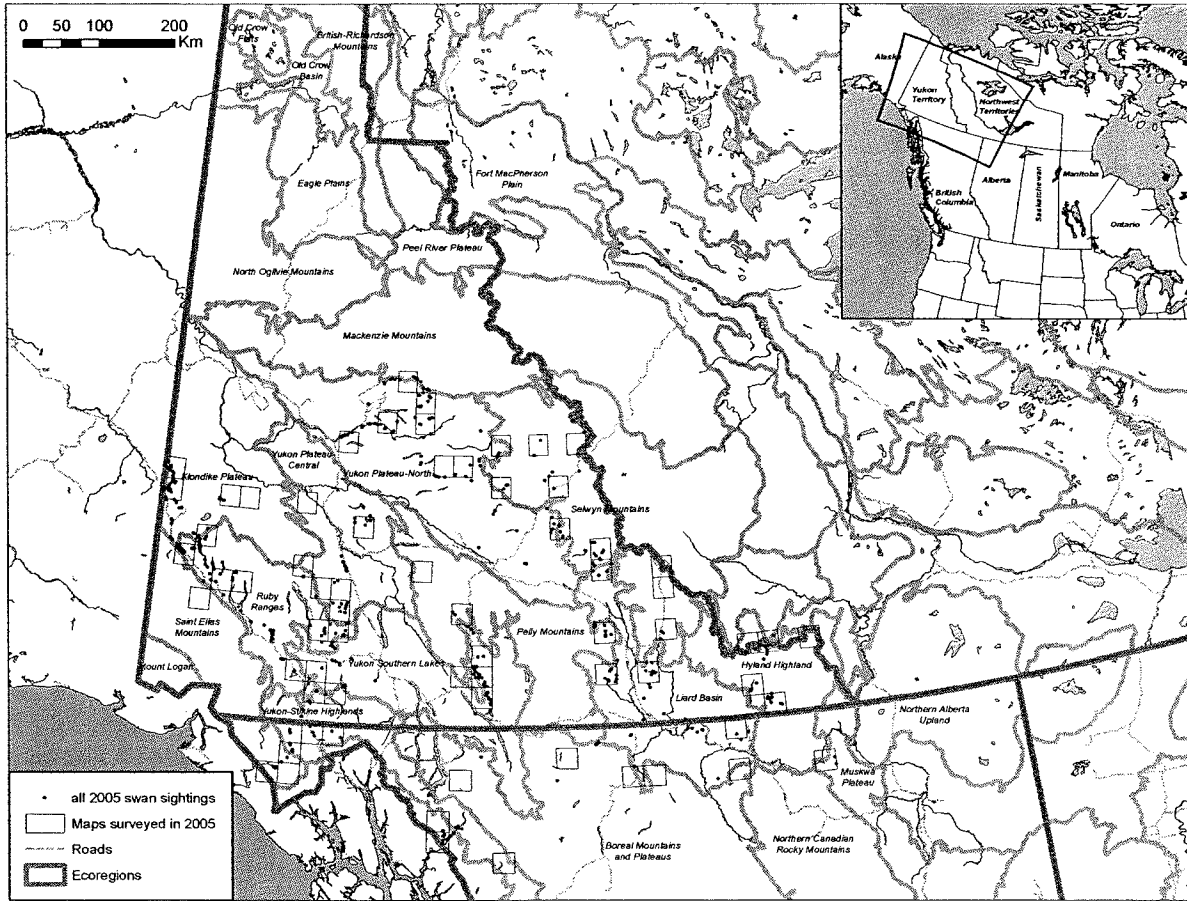 0 50 100 200
Km
Old Crow
Flats
British-Richardson
Mountains
Old Crow
Basin
Eagle Plains
Fort MacPherson
Plain
Peel River Plateau
North Ogilvie Mountains
Mackenzie Mountains
Yukon Plateau-
Central
Yukon Plateau-North
Klondike Plateau
Selwyn Mountains
Ruby
Ranges
Saint Elias
Mountains
Pelly Mountains
Mount Logan
Yukon Southern Lakes
Hyland Highland
Liard Basin
Yukon-Stikine Highlands
Northern Alberta
Upland
Muskwa
Plateau
Boreal Mountains
and Plateaus
Northern Canadian
Rocky Mountains
Alaska
Yukon
Territory
Northwest
Territories
British
Columbia
Alberta
Saskatchewan
Manitoba
Ontario
all 2005 swan sightings
Maps surveyed in 2005
Roads
Ecoregions